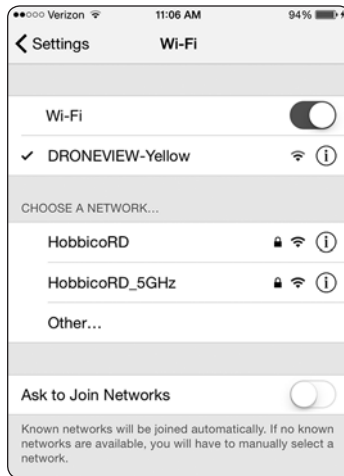 Verizon 11:06 AM 94%
Settings Wi-Fi
Wi-Fi
DRONEVIEW-Yellow
CHOOSE A NETWORK...
HobbicoRD
HobbicoRD_5GHz
Other...
Ask to Join Networks
Known networks will be joined automatically. If no known
networks are available, you will have to manually select a
network.